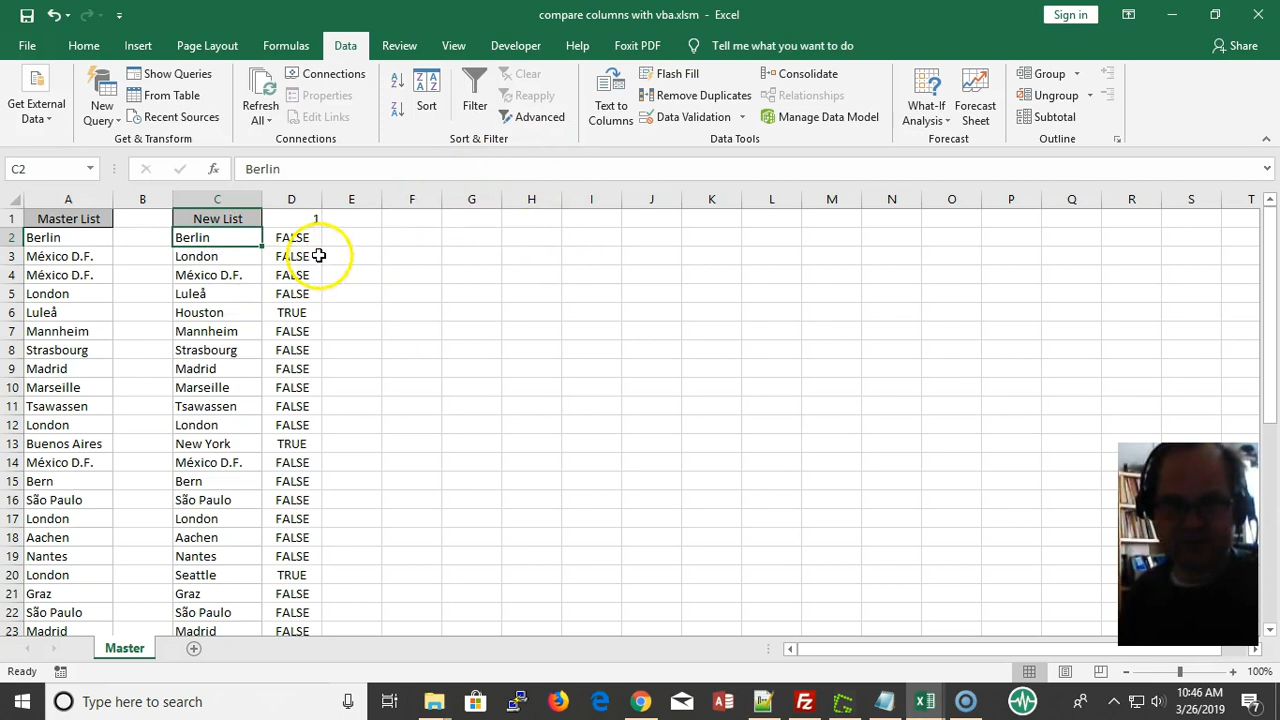 compare columns with vba.xlsm - Excel
Sign in
File Home Insert Page Layout Formulas Data Review View Developer Help Foxit PDF Tell me what you want to do Share
Get External Data
New Query
Show Queries
From Table
Recent Sources
Get & Transform
Refresh All
Connections
Properties
Edit Links
Connections
Sort
Filter
Clear
Reapply
Advanced
Sort & Filter
Text to Columns
Flash Fill
Remove Duplicates
Data Validation
Consolidate
Relationships
Manage Data Model
Data Tools
What-If Analysis
Forecast Sheet
Forecast
Group
Ungroup
Subtotal
Outline
C2 fx Berlin
A B C D E F G H I J K L M N O P Q R S T
1 Master List New List 1
2 Berlin Berlin FALSE
3 México D.F. London FALSE
4 México D.F. México D.F. FALSE
5 London Luleå FALSE
6 Luleå Houston TRUE
7 Mannheim Mannheim FALSE
8 Strasbourg Strasbourg FALSE
9 Madrid Madrid FALSE
10 Marseille Marseille FALSE
11 Tsawassen Tsawassen FALSE
12 London London FALSE
13 Buenos Aires New York TRUE
14 México D.F. México D.F. FALSE
15 Bern Bern FALSE
16 São Paulo São Paulo FALSE
17 London London FALSE
18 Aachen Aachen FALSE
19 Nantes Nantes FALSE
20 London Seattle TRUE
21 Graz Graz FALSE
22 São Paulo São Paulo FALSE
23 Madrid Madrid FALSE
Master
Ready 100%
Type here to search
10:46 AM
3/26/2019